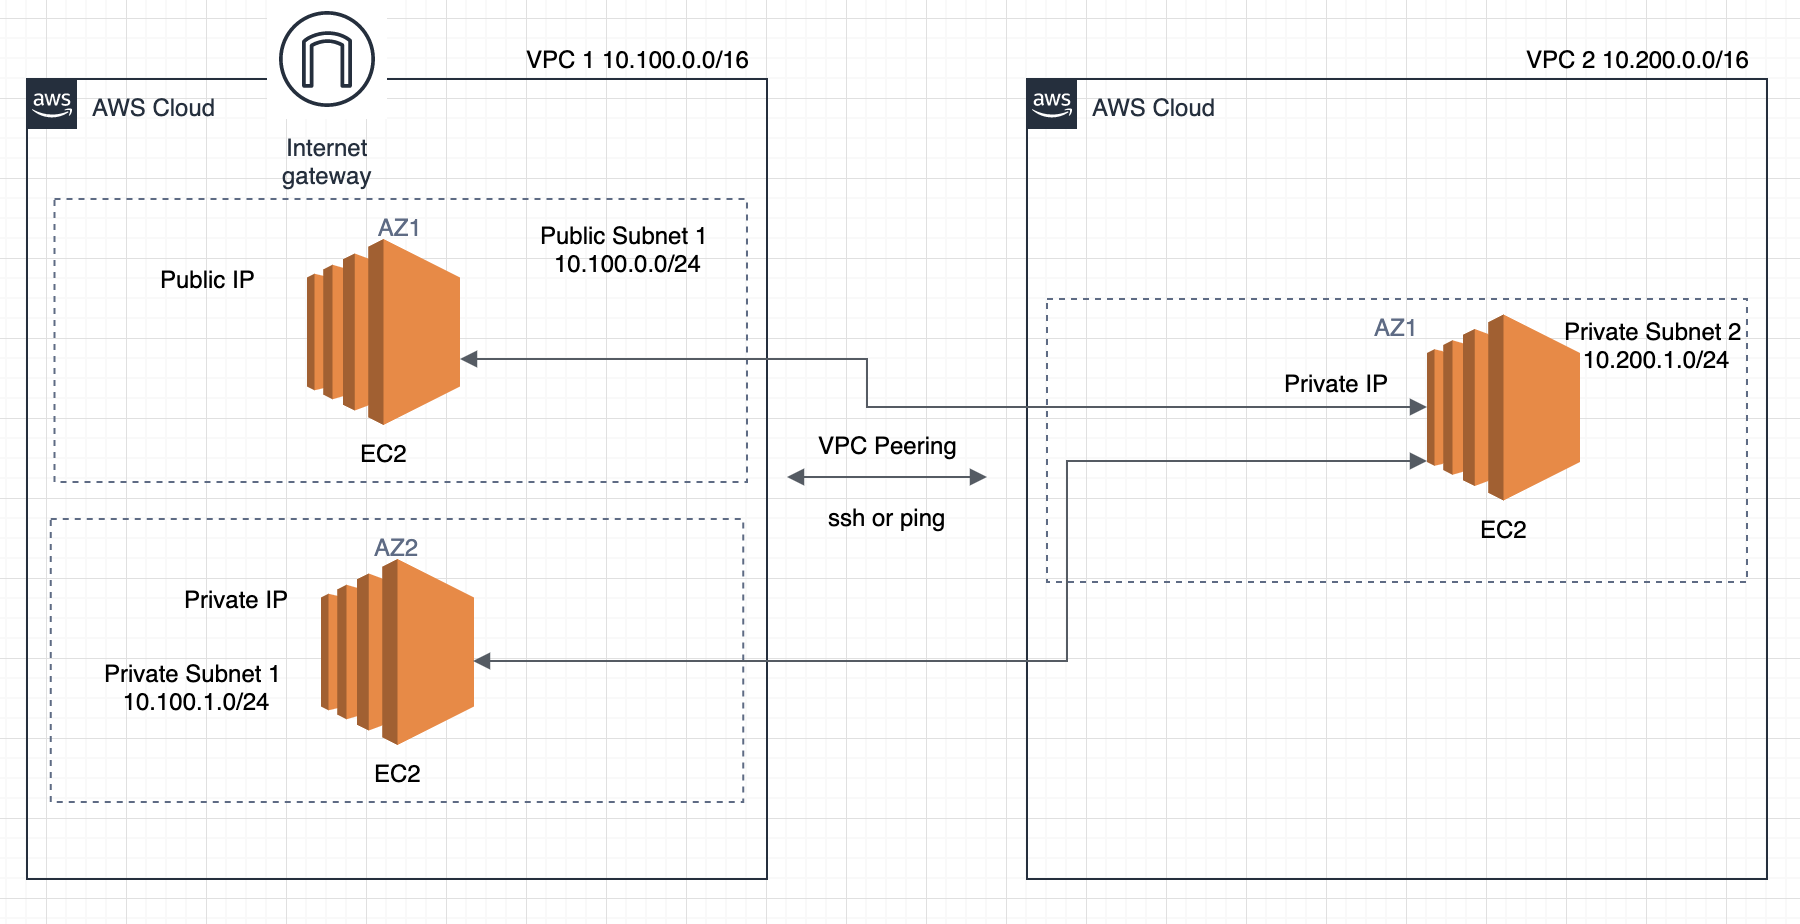 VPC 1 10.100.0.0/16
aws
AWS Cloud
Internet
gateway
AZ1
Public Subnet 1
10.100.0.0/24
Public IP
EC2
AZ2
Private IP
Private Subnet 1
10.100.1.0/24
EC2
VPC Peering
ssh or ping
VPC 2 10.200.0.0/16
aws
AWS Cloud
AZ1
Private Subnet 2
10.200.1.0/24
Private IP
EC2